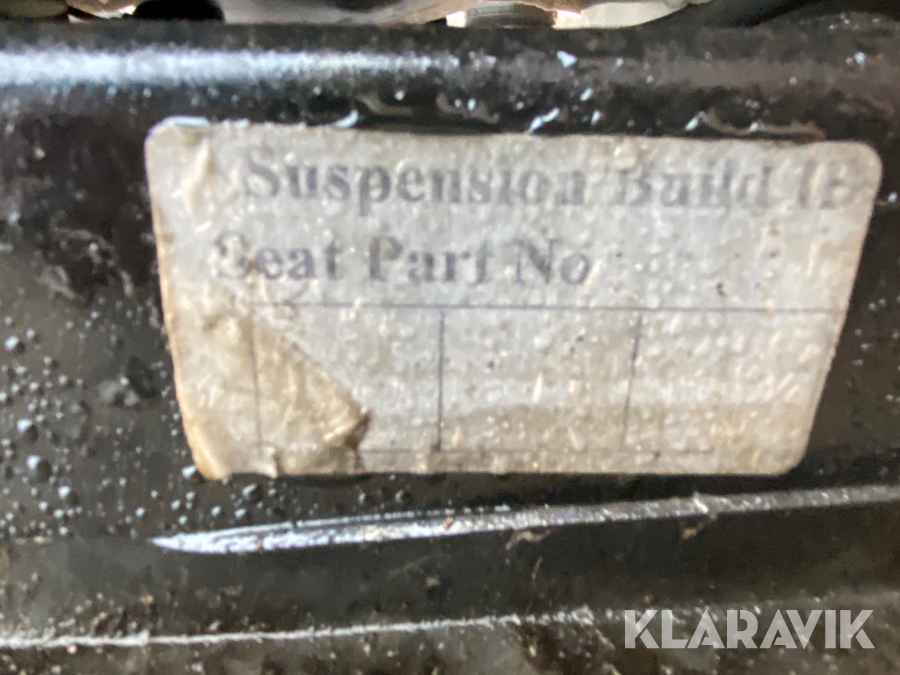 Suspension Build ID
Seat Part No
KLARAVIK